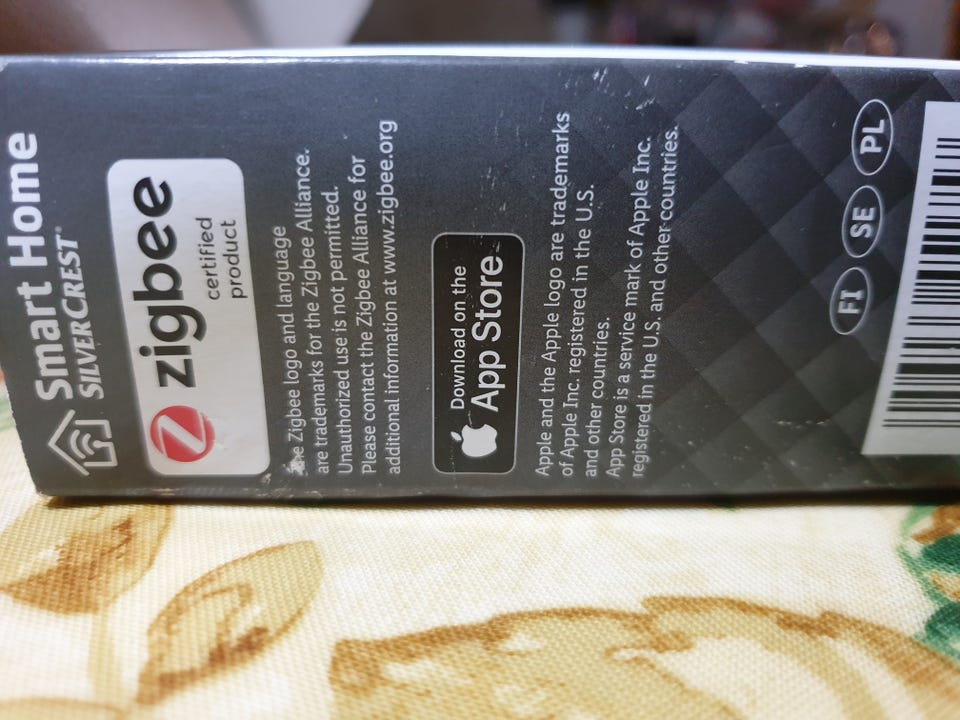 Smart Home
SILVERCREST®
zigbee
certified
product
The Zigbee logo and language
are trademarks for the Zigbee Alliance.
Unauthorized use is not permitted.
Please contact the Zigbee Alliance for
additional information at www.zigbee.org
Download on the
App Store
Apple and the Apple logo are trademarks
of Apple Inc. registered in the U.S.
and other countries.
App Store is a service mark of Apple Inc.
registered in the U.S. and other countries.
FI SE PL